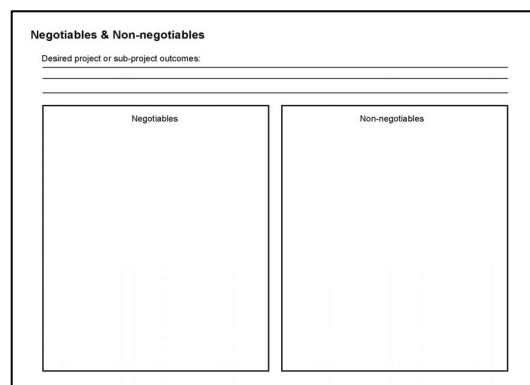 Negotiables & Non-negotiables
Desired project or sub-project outcomes:
Negotiables
Non-negotiables